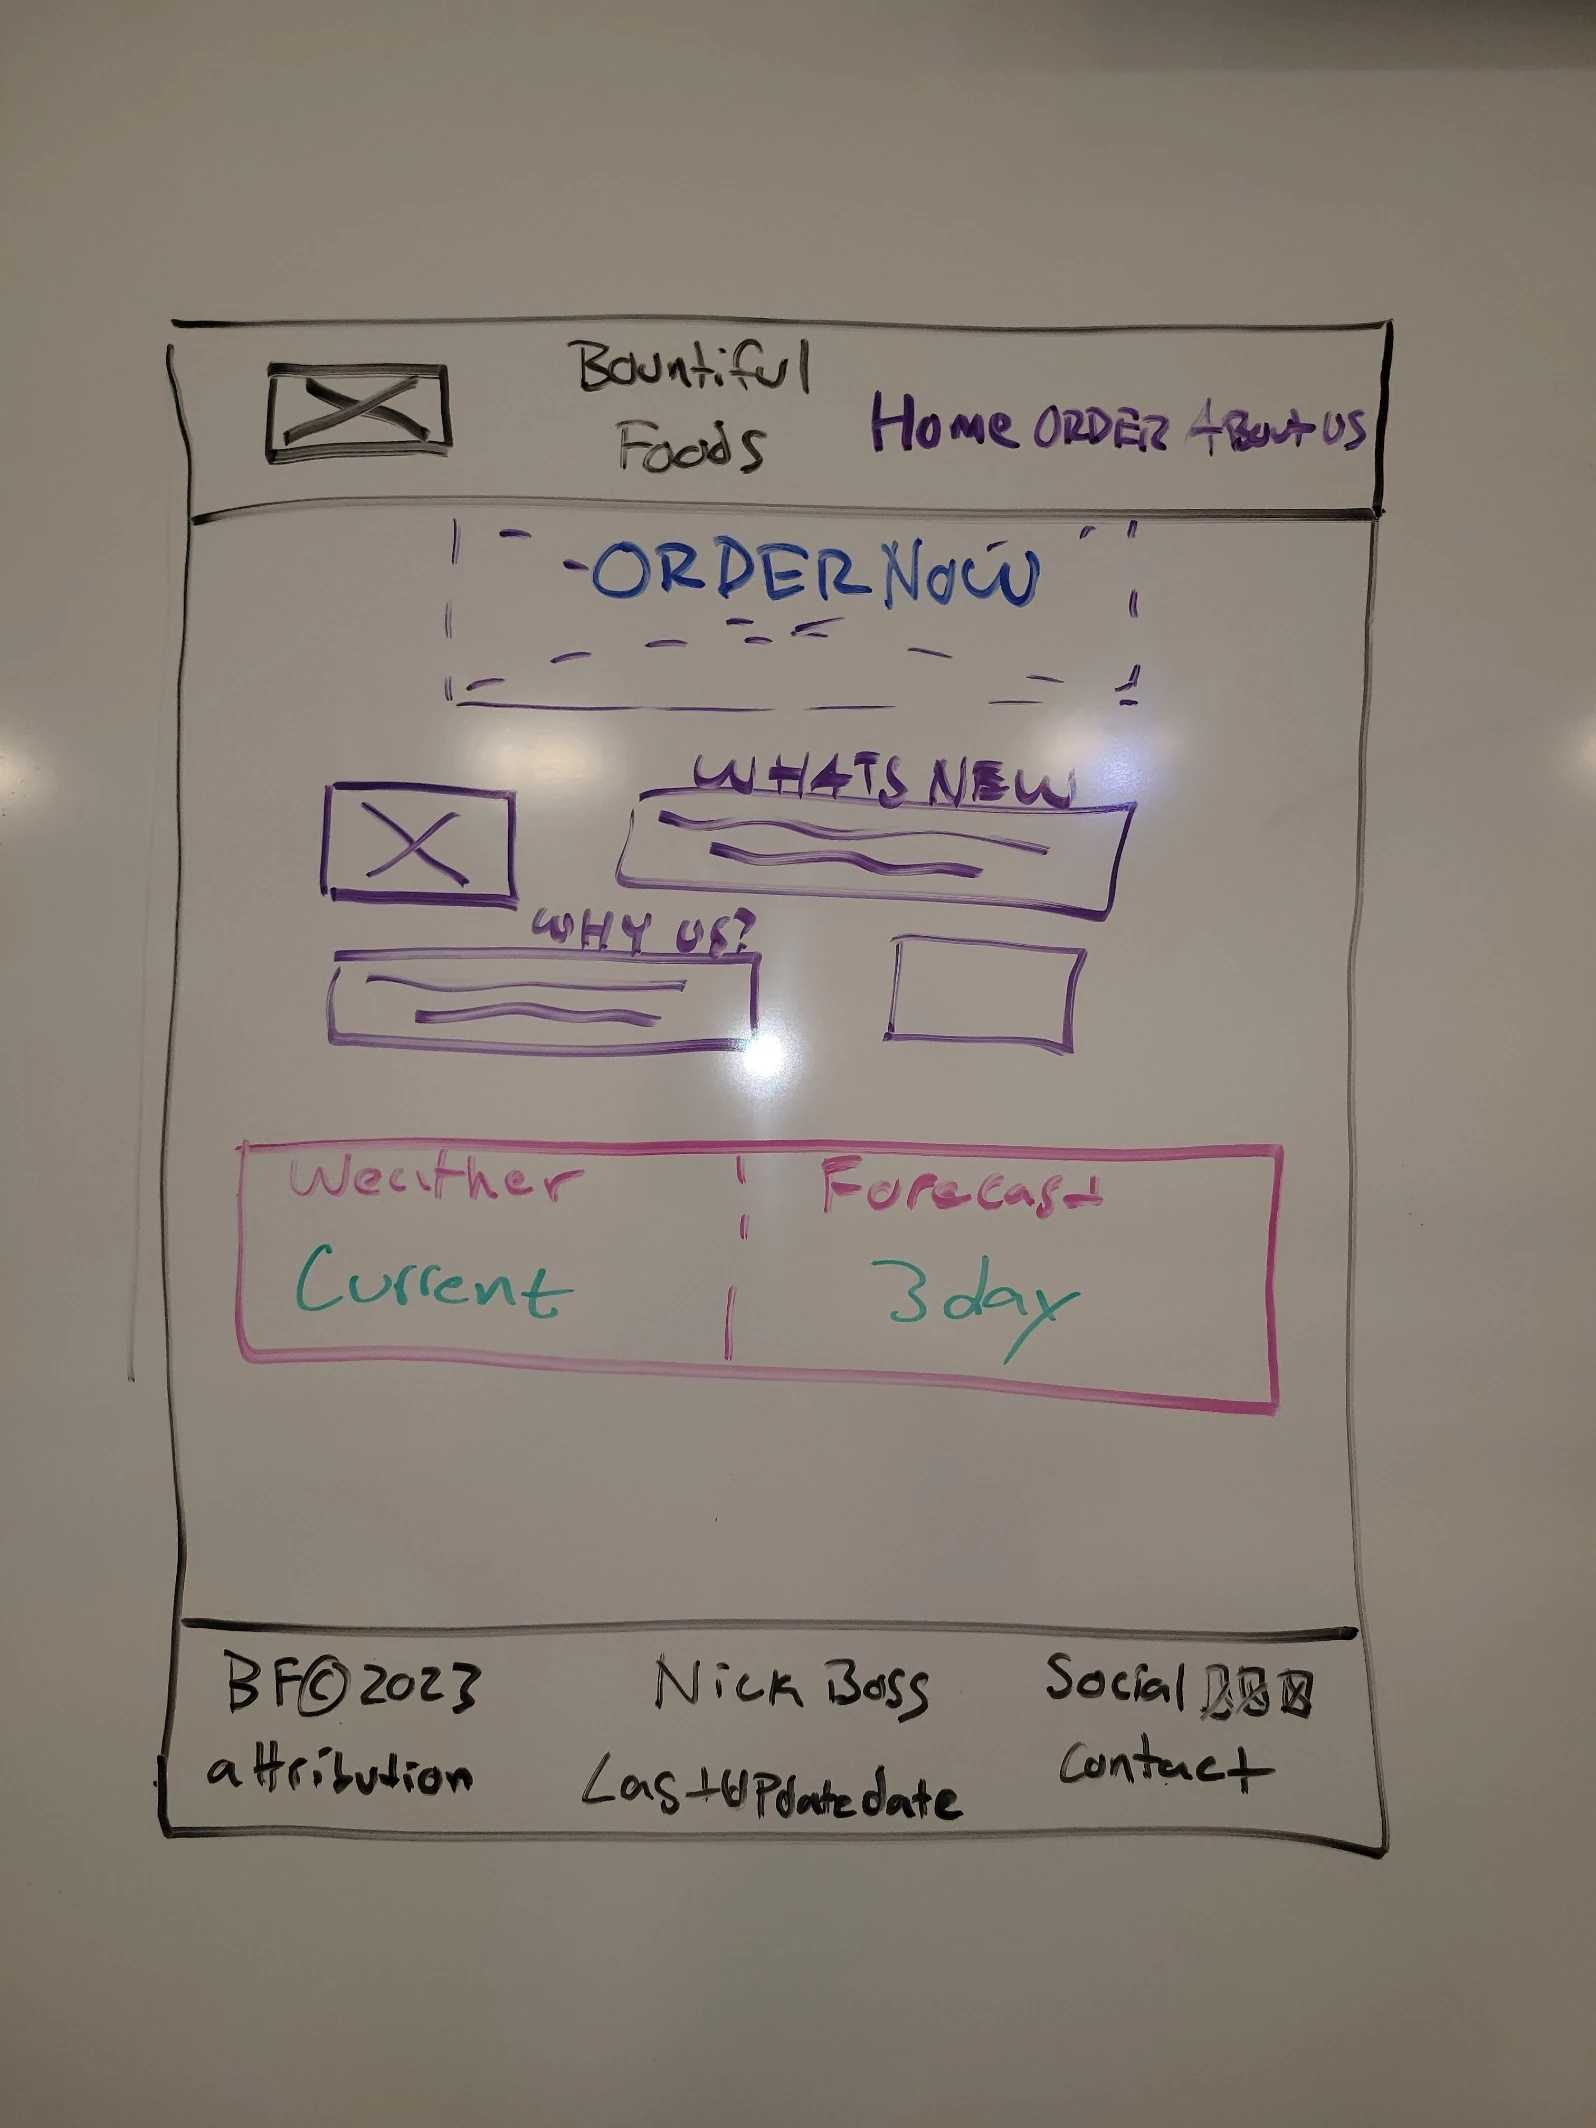 Bountiful
Foods
Home ORDER ABout US
ORDER NOW
WHATS NEW
WHY US?
Weather Forecast
Current 3 day
BF©2023 Nick Boss Social
attribution Last UPdate date Contact